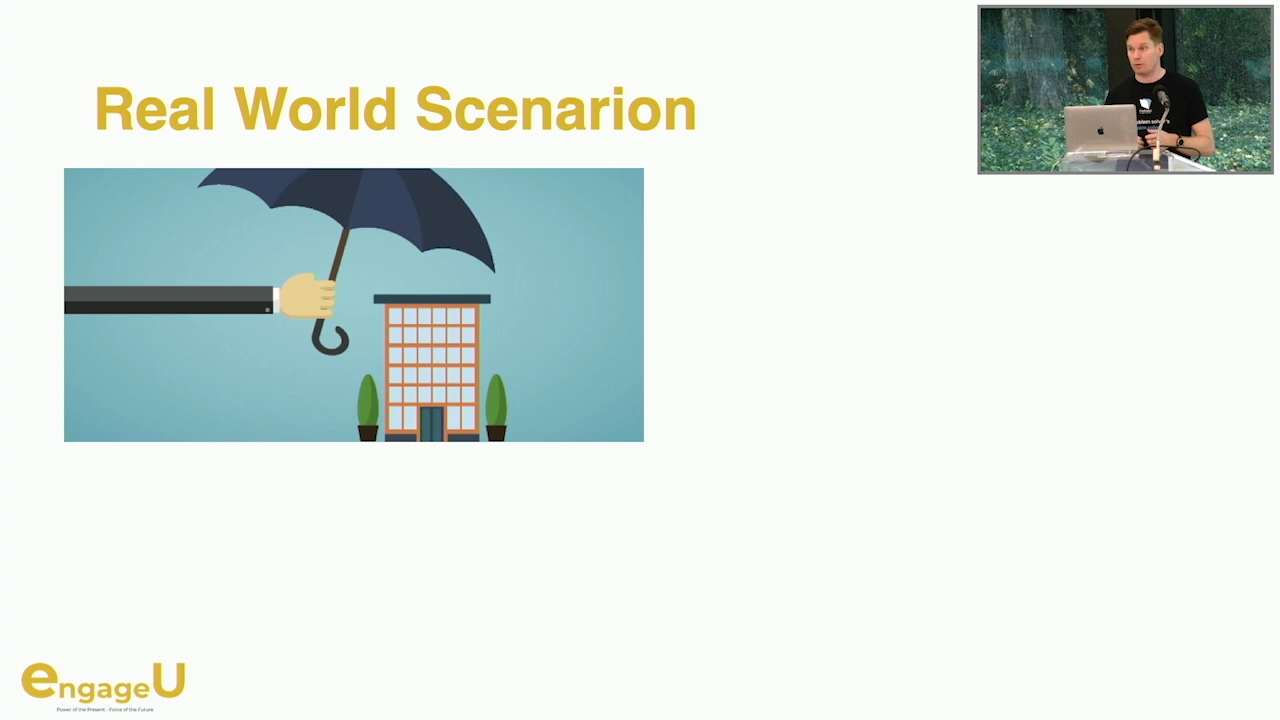 Real World Scenarion
engageU
Power of the Present - Force of the Future